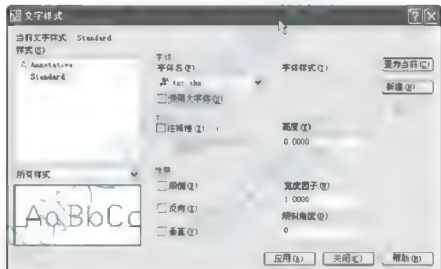 文字样式
当前文字样式 Standard
样式(S)
Annotative
Standard
字体
字体名(F)
字体样式(Y)
txt.shx
使用大字体(U)
置为当前(C)
新建(N)
注释性(I)
高度(T)
0.0000
所有样式
AaBbCc
效果
颠倒(E)
反向(K)
垂直(V)
宽度因子(W)
1.0000
倾斜角度(O)
0
应用(A)
关闭(C)
帮助(H)